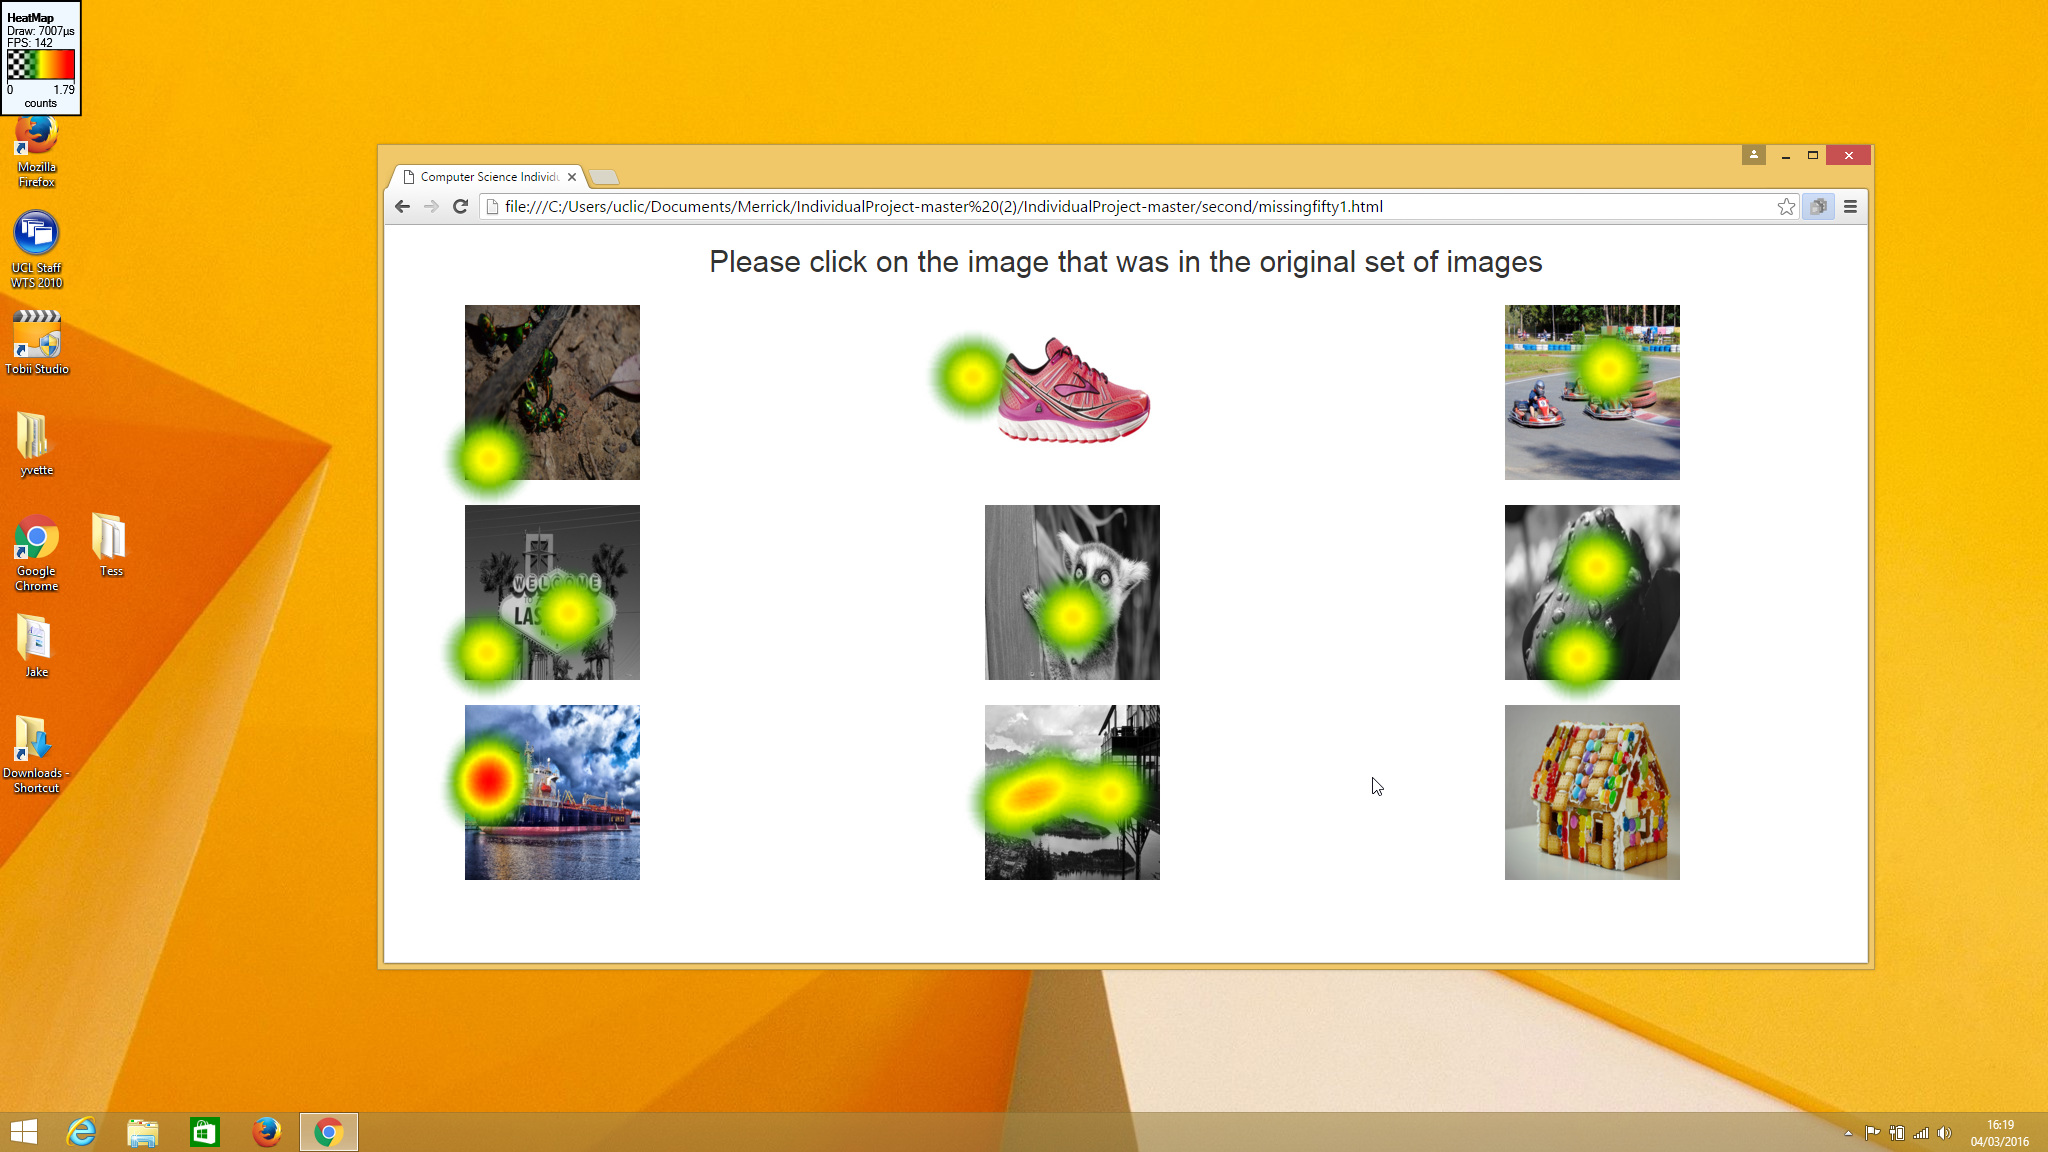 HeatMap
Draw: 7007µs
FPS: 142
0 1.79
counts
Mozilla
Firefox
UCL Staff
WTS 2010
Tobii Studio
yvette
Google
Chrome
Tess
Jake
Downloads -
Shortcut
Computer Science Individu
file:///C:/Users/uclic/Documents/Merrick/IndividualProject-master%20(2)/IndividualProject-master/second/missingfifty1.html
Please click on the image that was in the original set of images
WELCOME
LAS
16:19
04/03/2016